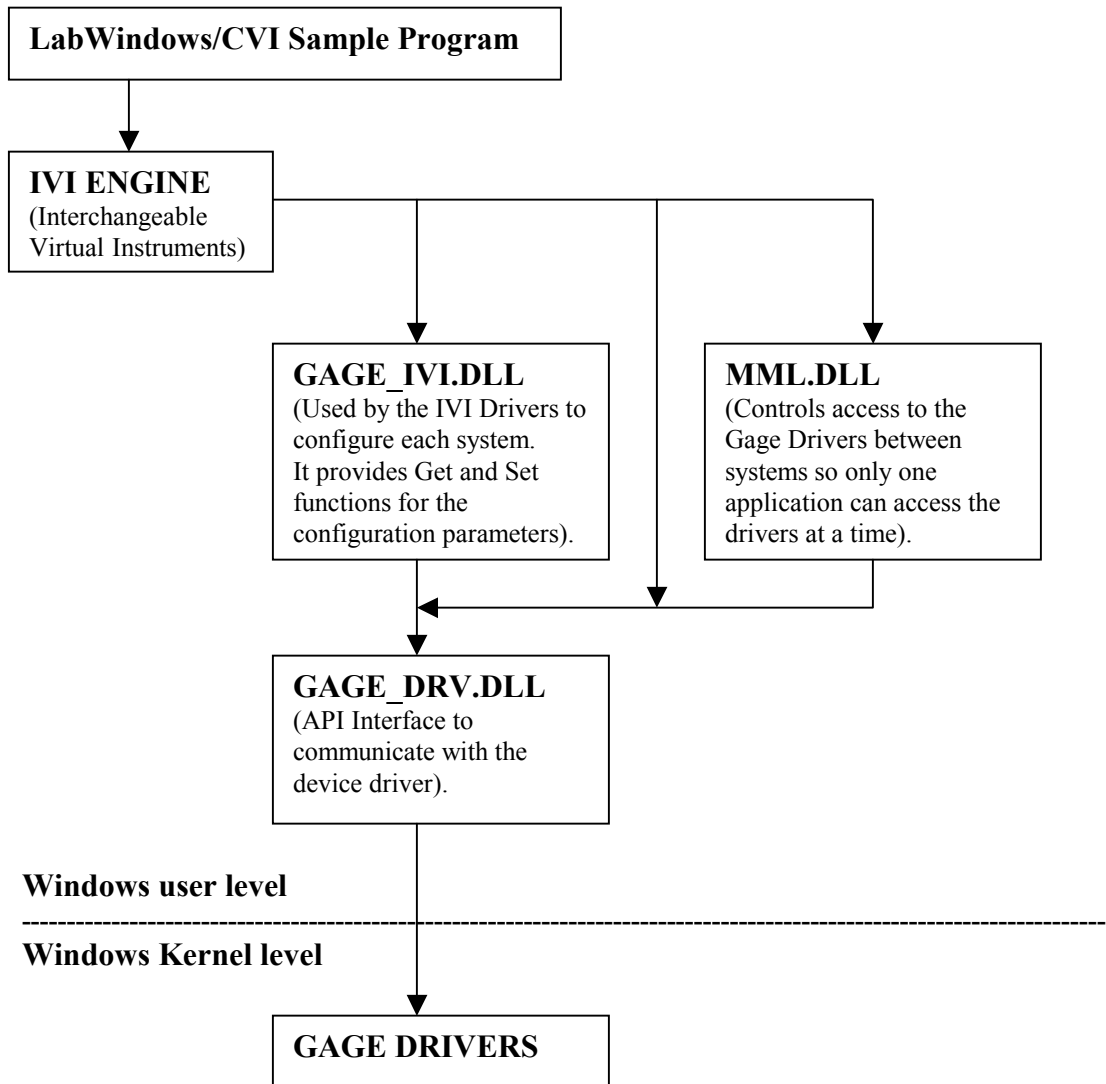 LabWindows/CVI Sample Program
IVI ENGINE
(Interchangeable
Virtual Instruments)
GAGE_IVI.DLL
(Used by the IVI Drivers to
configure each system.
It provides Get and Set
functions for the
configuration parameters).
MML.DLL
(Controls access to the
Gage Drivers between
systems so only one
application can access the
drivers at a time).
GAGE_DRV.DLL
(API Interface to
communicate with the
device driver).
Windows user level
Windows Kernel level
GAGE DRIVERS